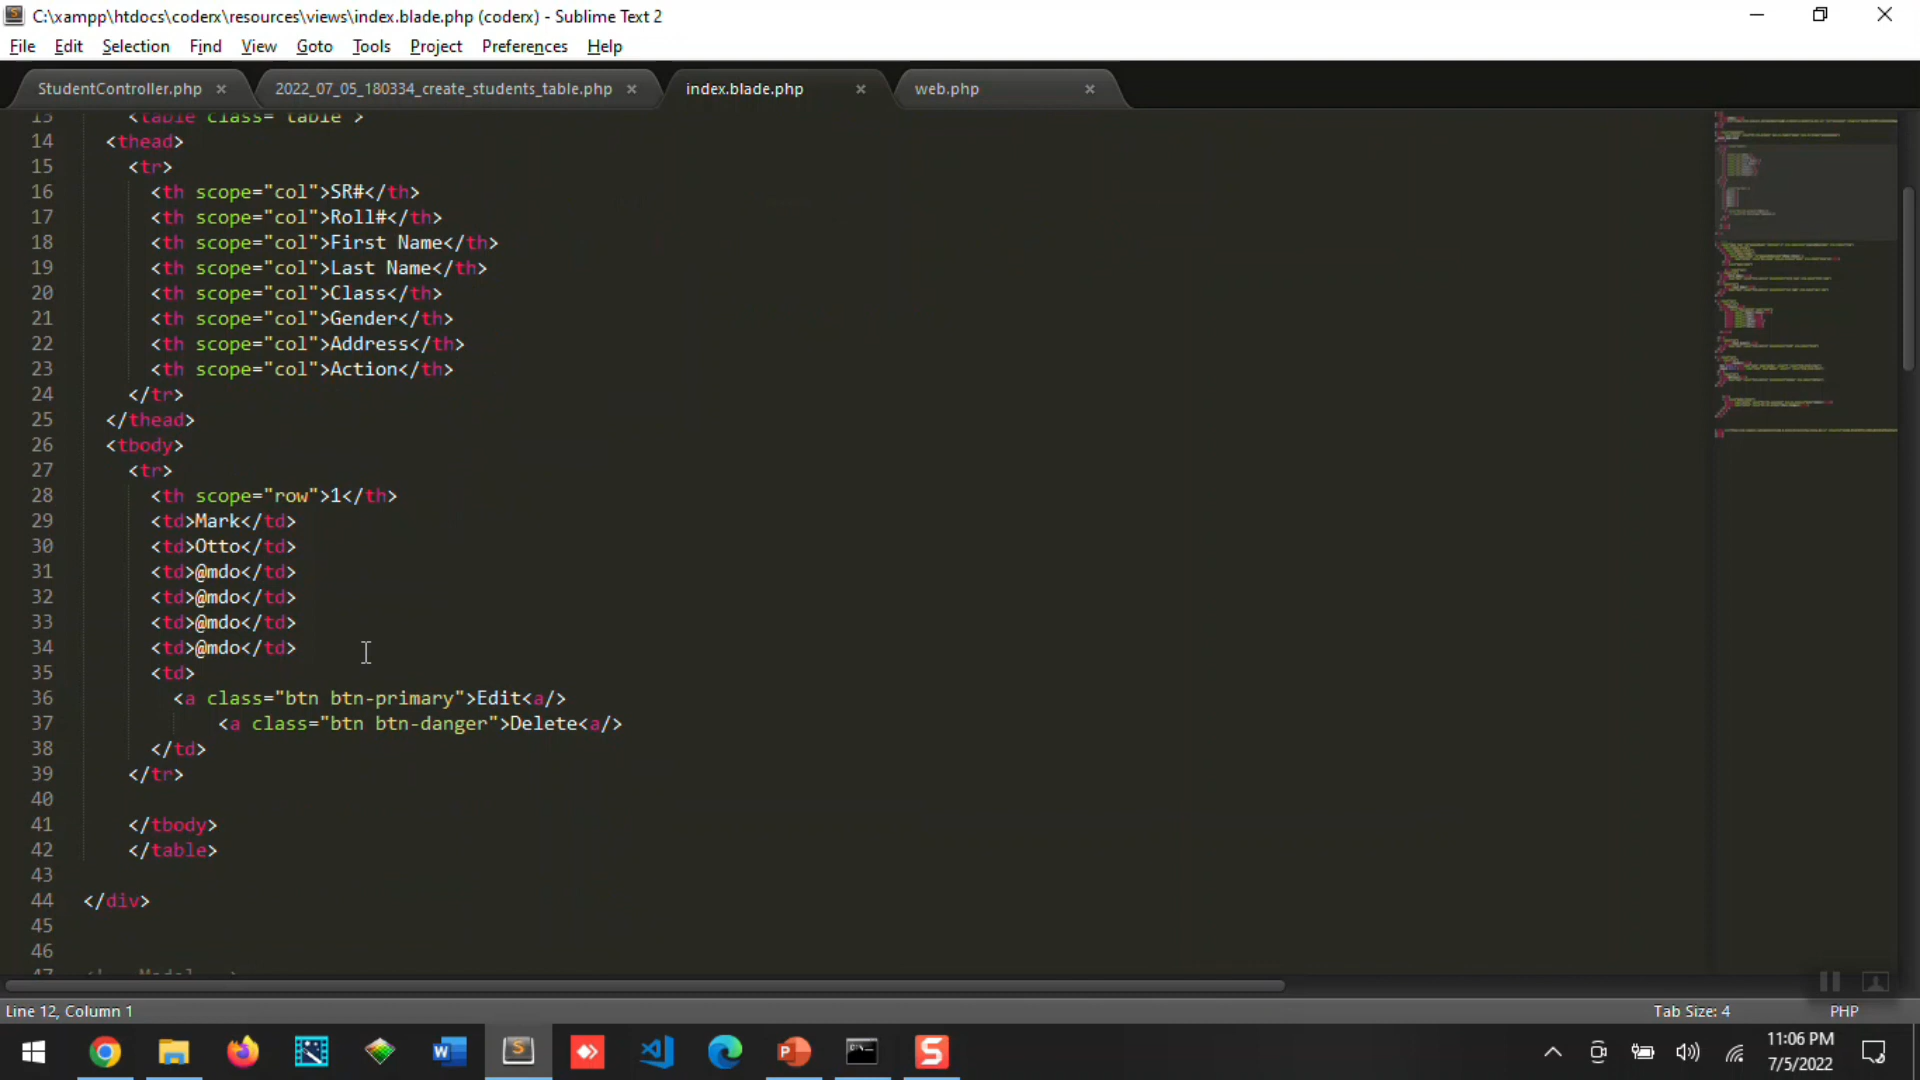 C:\xampp\htdocs\coderx\resources\views\index.blade.php (coderx) - Sublime Text 2
File Edit Selection Find View Goto Tools Project Preferences Help
StudentController.php × 2022_07_05_180334_create_students_table.php × index.blade.php × web.php ×
13 <table class="table">
14 <thead>
15 <tr>
16 <th scope="col">SR#</th>
17 <th scope="col">Roll#</th>
18 <th scope="col">First Name</th>
19 <th scope="col">Last Name</th>
20 <th scope="col">Class</th>
21 <th scope="col">Gender</th>
22 <th scope="col">Address</th>
23 <th scope="col">Action</th>
24 </tr>
25 </thead>
26 <tbody>
27 <tr>
28 <th scope="row">1</th>
29 <td>Mark</td>
30 <td>Otto</td>
31 <td>@mdo</td>
32 <td>@mdo</td>
33 <td>@mdo</td>
34 <td>@mdo</td>
35 <td>
36 <a class="btn btn-primary">Edit<a/>
37 <a class="btn btn-danger">Delete<a/>
38 </td>
39 </tr>
40
41 </tbody>
42 </table>
43
44 </div>
45
46
47
Line 12, Column 1 Tab Size: 4 PHP
11:06 PM
7/5/2022